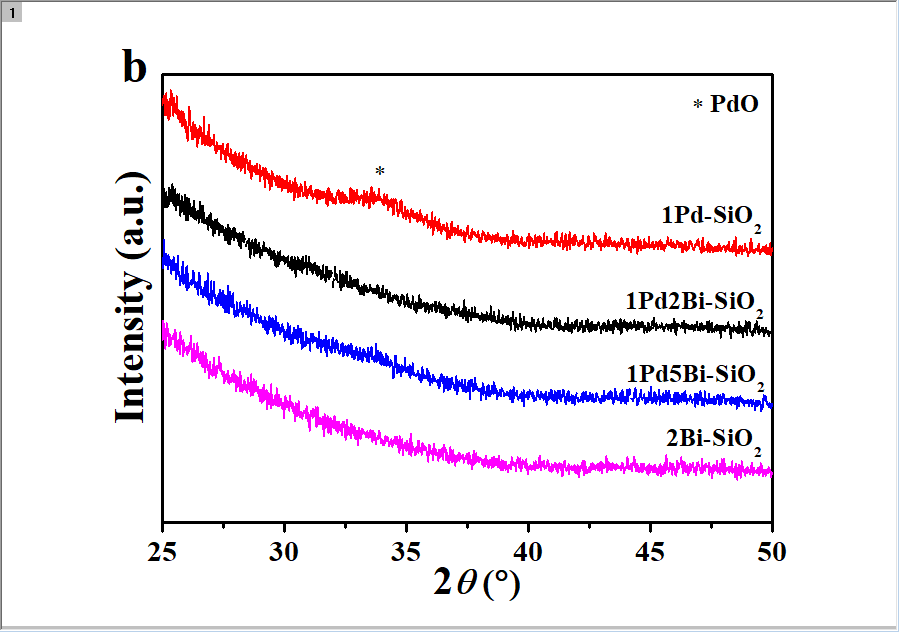 1
b
* PdO
*
1Pd-SiO₂
1Pd2Bi-SiO₂
1Pd5Bi-SiO₂
2Bi-SiO₂
Intensity (a.u.)
25 30 35 40 45 50
2θ (°)